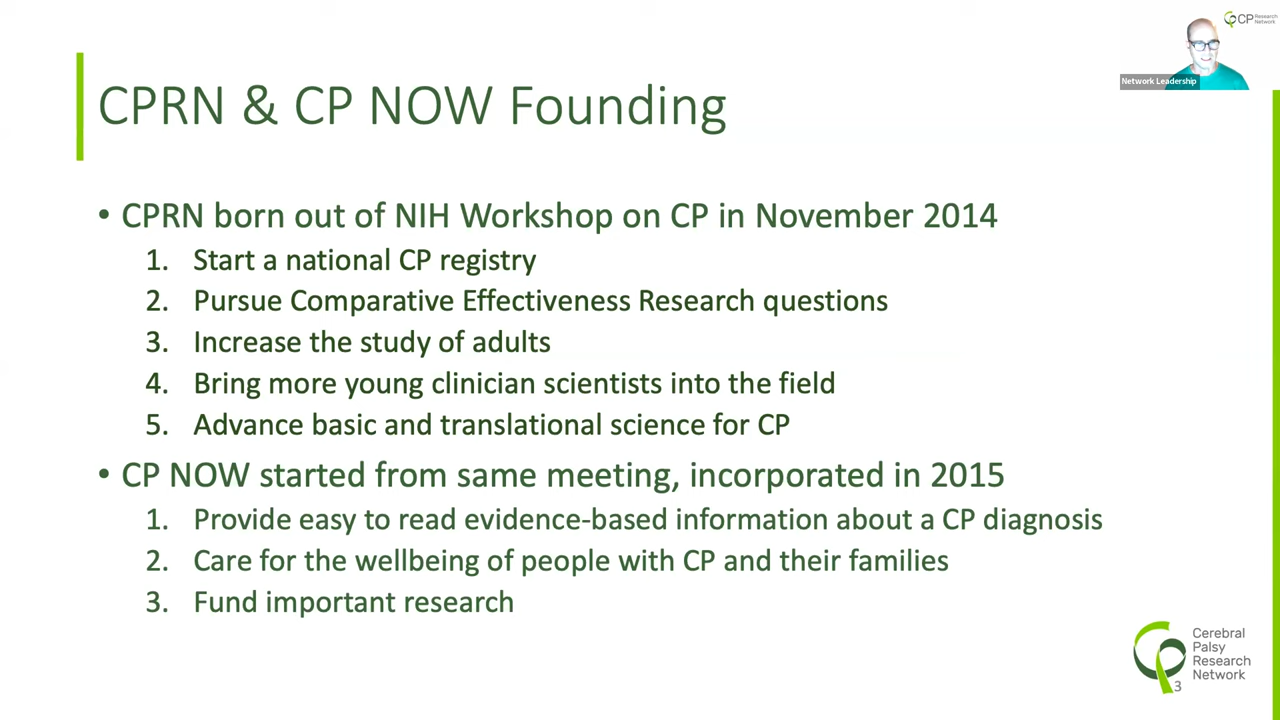 CP Research
Network
Network Leadership
CPRN & CP NOW Founding
• CPRN born out of NIH Workshop on CP in November 2014
1. Start a national CP registry
2. Pursue Comparative Effectiveness Research questions
3. Increase the study of adults
4. Bring more young clinician scientists into the field
5. Advance basic and translational science for CP
• CP NOW started from same meeting, incorporated in 2015
1. Provide easy to read evidence-based information about a CP diagnosis
2. Care for the wellbeing of people with CP and their families
3. Fund important research
Cerebral
Palsy
Research
Network
3